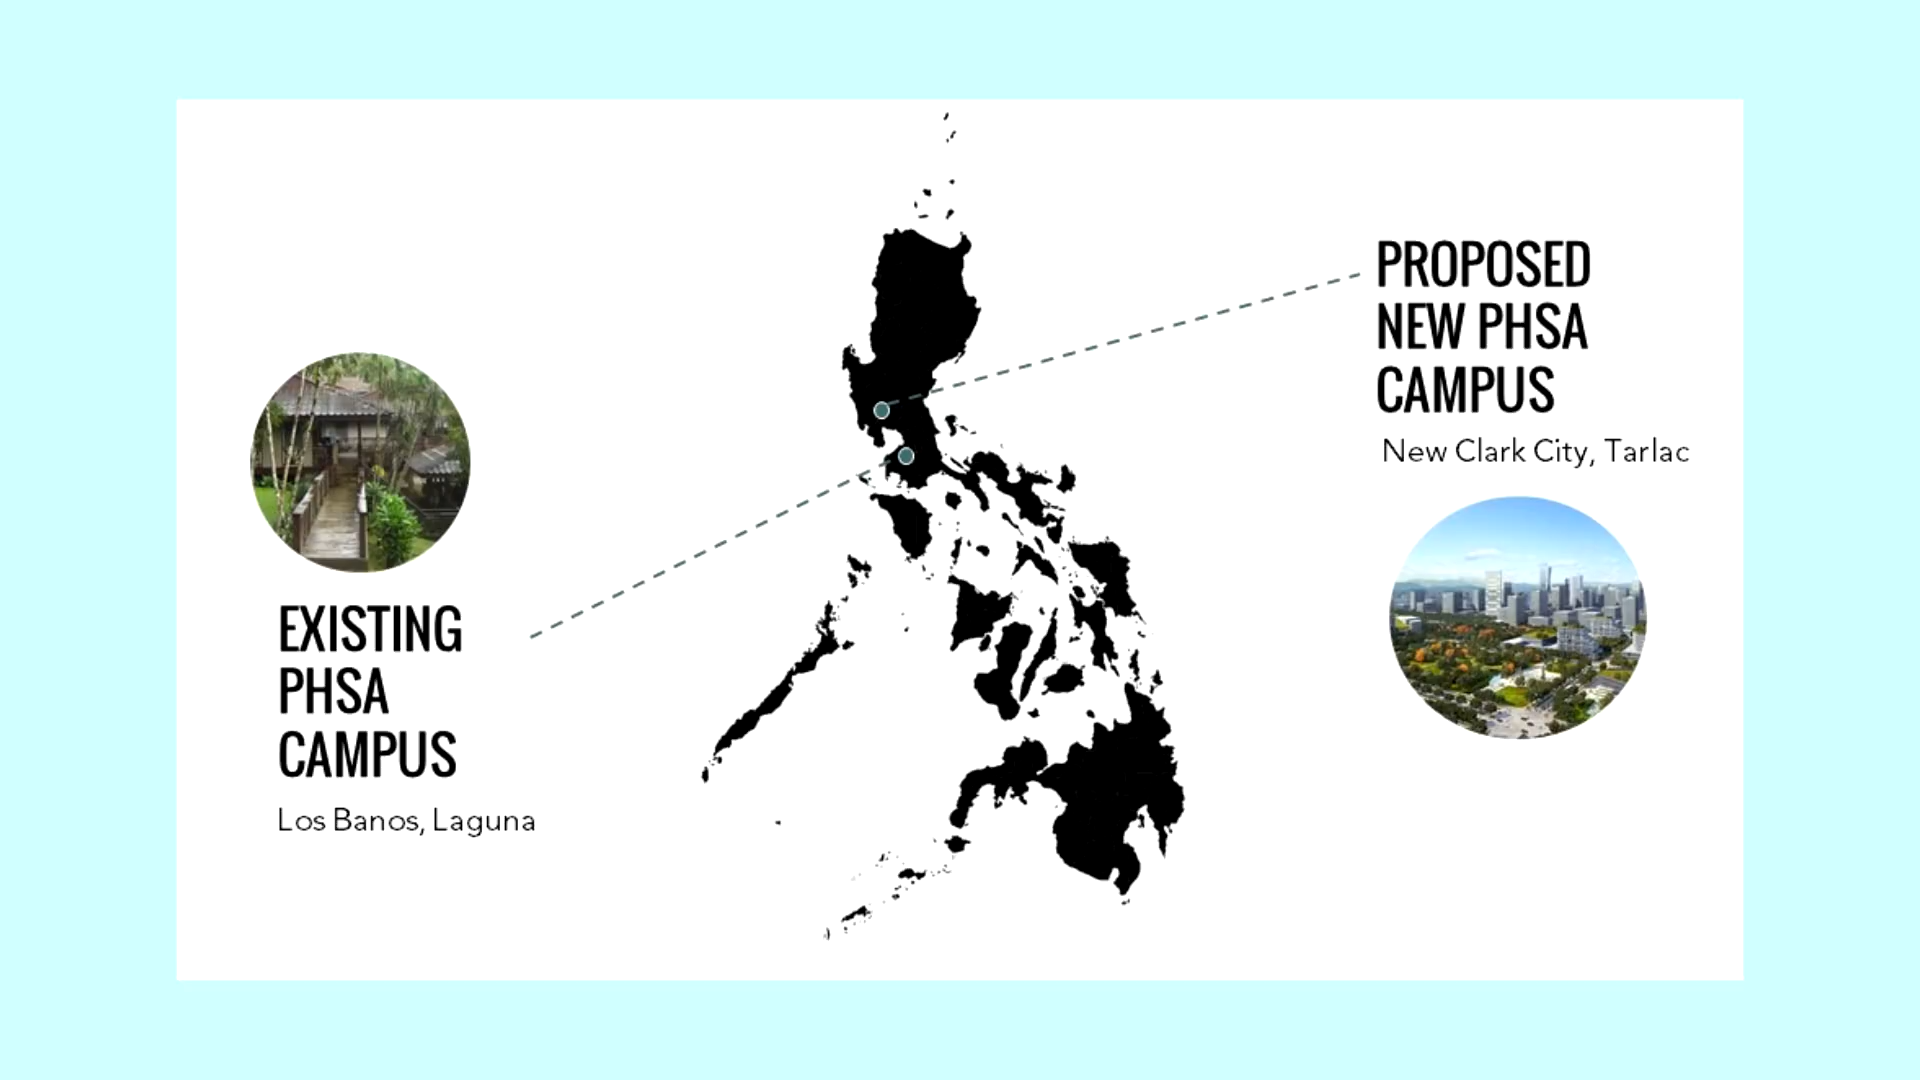 EXISTING
PHSA
CAMPUS
Los Banos, Laguna
PROPOSED
NEW PHSA
CAMPUS
New Clark City, Tarlac